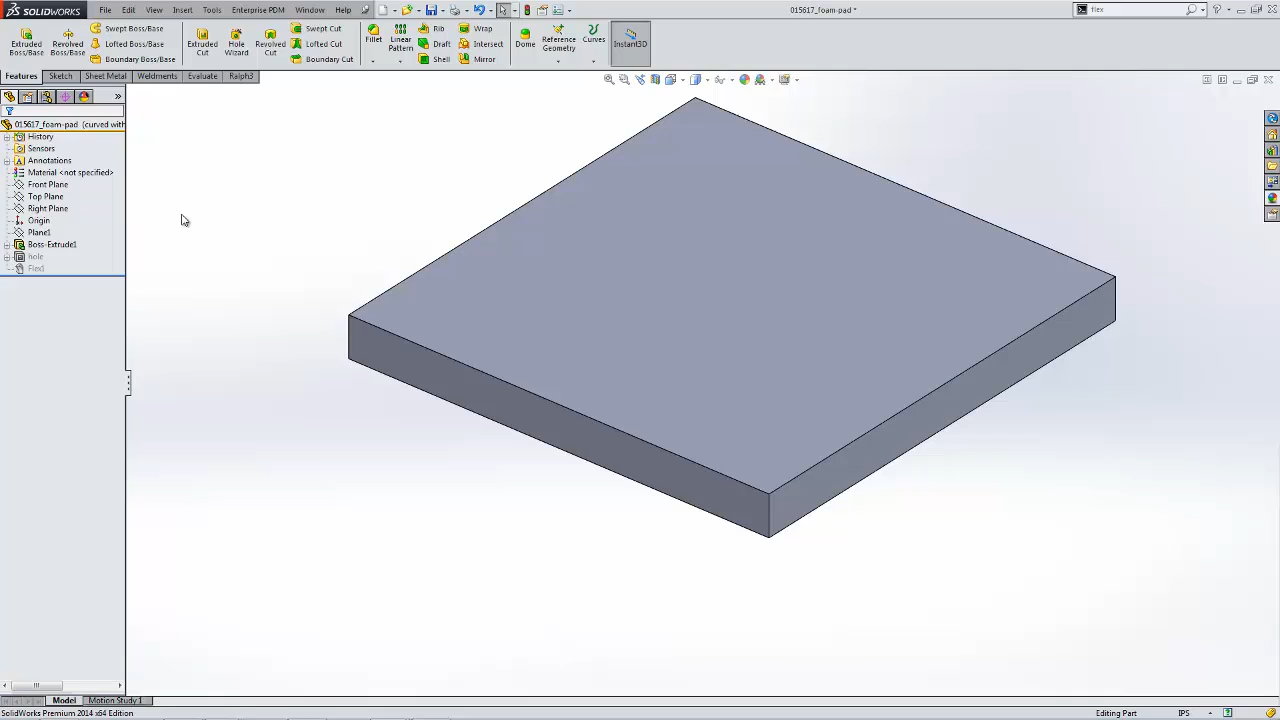 SOLIDWORKS File Edit View Insert Tools Enterprise PDM Window Help 015617_foam-pad * flex
Extruded Boss/Base
Revolved Boss/Base
Swept Boss/Base
Lofted Boss/Base
Boundary Boss/Base
Extruded Cut
Hole Wizard
Revolved Cut
Swept Cut
Lofted Cut
Boundary Cut
Fillet
Linear Pattern
Rib
Draft
Shell
Wrap
Intersect
Mirror
Dome
Reference Geometry
Curves
Instant3D
Features Sketch Sheet Metal Weldments Evaluate Ralph3
015617_foam-pad (curved with
History
Sensors
Annotations
Material <not specified>
Front Plane
Top Plane
Right Plane
Origin
Plane1
Boss-Extrude1
hole
Flex1
Model Motion Study 1
SolidWorks Premium 2014 x64 Edition Editing Part IPS